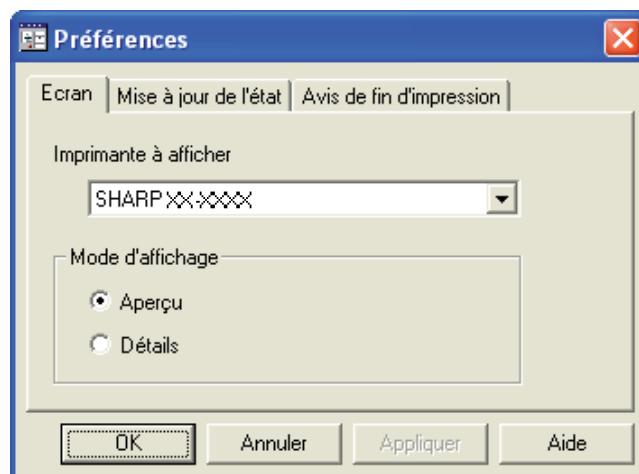 Préférences
Ecran Mise à jour de l'état Avis de fin d'impression
Imprimante à afficher
SHARP XX-XXXX
Mode d'affichage
Aperçu
Détails
OK Annuler Appliquer Aide